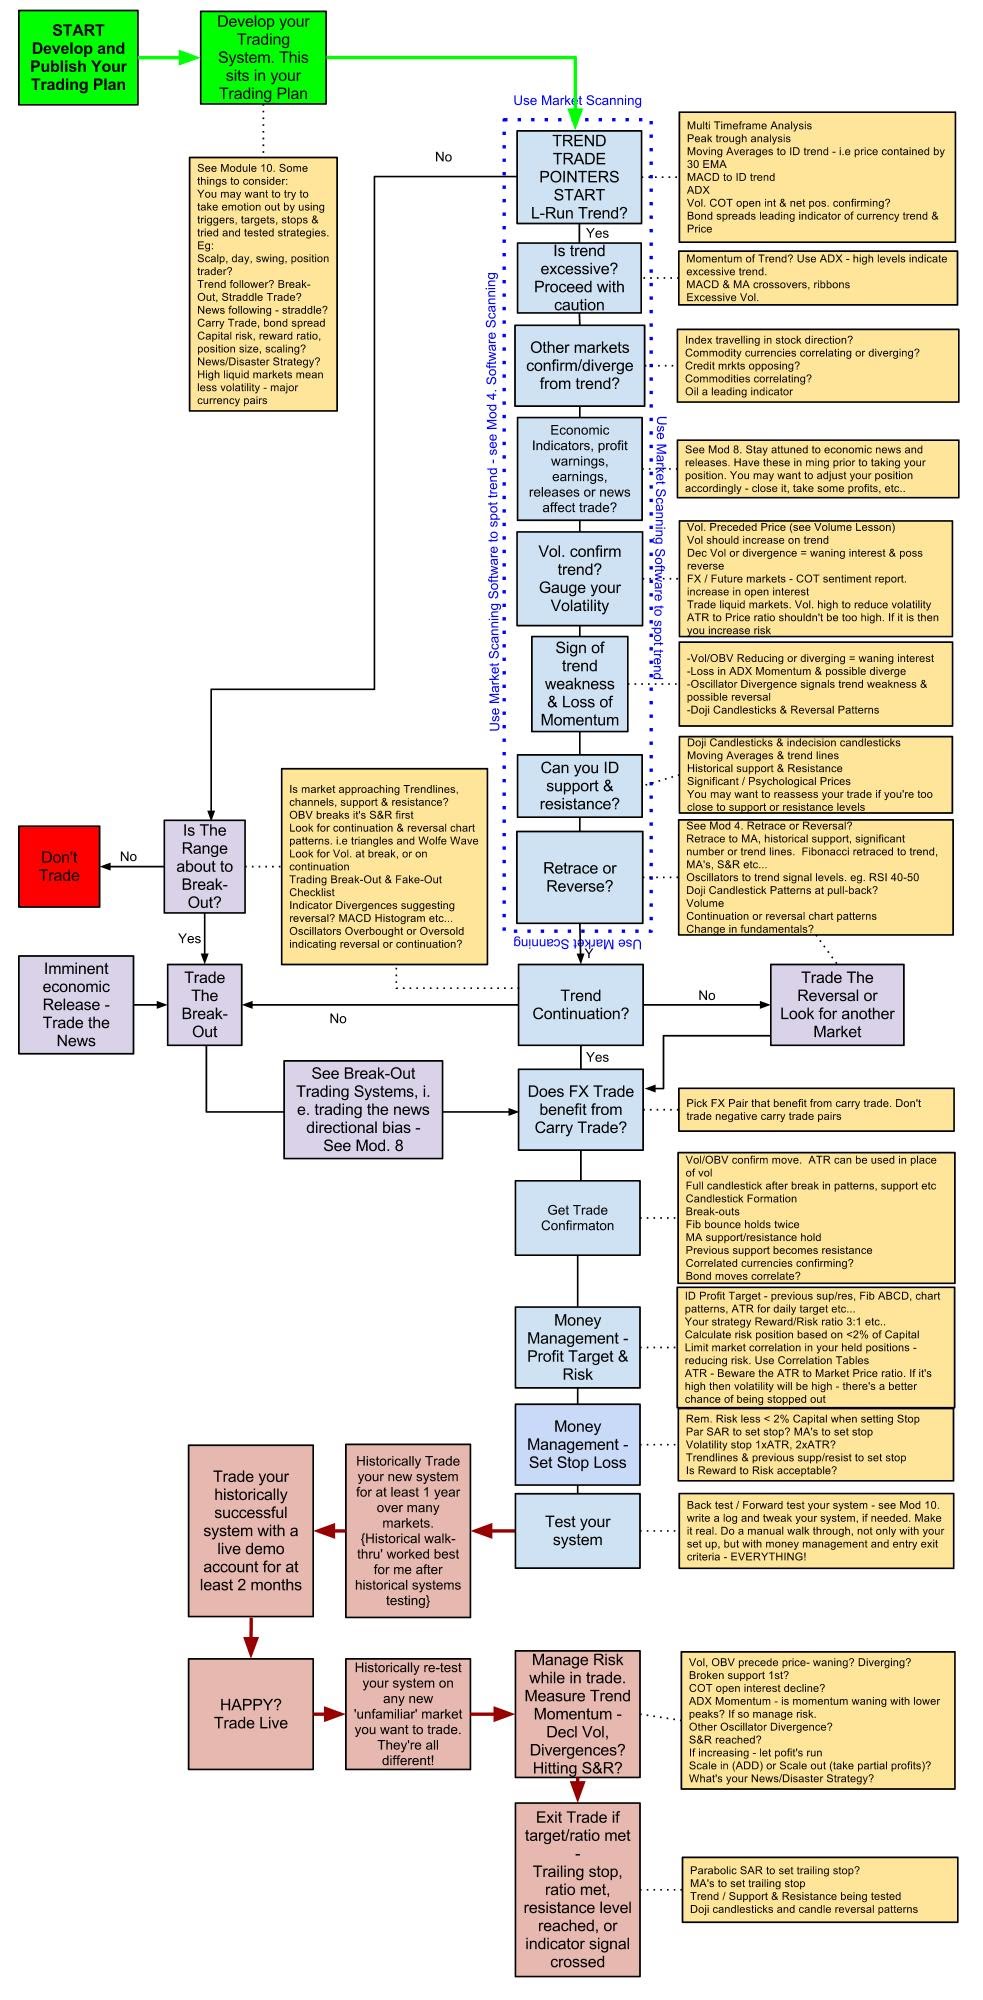 START
Develop and
Publish Your
Trading Plan
Develop your
Trading
System. This
sits in your
Trading Plan
See Module 10. Some
things to consider:
You may want to try to
take emotion out by using
triggers, targets, stops &
tried and tested strategies.
Eg:
Scalp, day, swing, position
trader?
Trend follower? Break-
Out, Straddle Trade?
News following - straddle?
Carry Trade, bond spread
Capital risk, reward ratio,
position size, scaling?
News/Disaster Strategy?
High liquid markets mean
less volatility - major
currency pairs
Use Market Scanning
No
TREND
TRADE
POINTERS
START
L-Run Trend?
Multi Timeframe Analysis
Peak trough analysis
Moving Averages to ID trend - i.e price contained by
30 EMA
MACD to ID trend
ADX
Vol. COT open int & net pos. confirming?
Bond spreads leading indicator of currency trend &
Price
Yes
Is trend
excessive?
Proceed with
caution
Momentum of Trend? Use ADX - high levels indicate
excessive trend.
MACD & MA crossovers, ribbons
Excessive Vol.
Other markets
confirm/diverge
from trend?
Index travelling in stock direction?
Commodity currencies correlating or diverging?
Credit mrkts opposing?
Commodities correlating?
Oil a leading indicator
Use Market Scanning Software to spot trend - see Mod 4. Software Scanning
Use Market Scanning Software to spot trend
Economic
Indicators, profit
warnings,
earnings,
releases or news
affect trade?
See Mod 8. Stay attuned to economic news and
releases. Have these in ming prior to taking your
position. You may want to adjust your position
accordingly - close it, take some profits, etc..
Vol. confirm
trend?
Gauge your
Volatility
Vol. Preceded Price (see Volume Lesson)
Vol should increase on trend
Dec Vol or divergence = waning interest & poss
reverse
FX / Future markets - COT sentiment report.
increase in open interest
Trade liquid markets. Vol. high to reduce volatility
ATR to Price ratio shouldn't be too high. If it is then
you increase risk
Sign of
trend
weakness
& Loss of
Momentum
-Vol/OBV Reducing or diverging = waning interest
-Loss in ADX Momentum & possible diverge
-Oscillator Divergence signals trend weakness &
possible reversal
-Doji Candlesticks & Reversal Patterns
Can you ID
support &
resistance?
Doji Candlesticks & indecision candlesticks
Moving Averages & trend lines
Historical support & Resistance
Significant / Psychological Prices
You may want to reassess your trade if you're too
close to support or resistance levels
Retrace or
Reverse?
See Mod 4. Retrace or Reversal?
Retrace to MA, historical support, significant
number or trend lines.  Fibonacci retraced to trend,
MA's, S&R etc...
Oscillators to trend signal levels. eg. RSI 40-50
Doji Candlestick Patterns at pull-back?
Volume
Continuation or reversal chart patterns
Change in fundamentals?
Use Market Scanning
Y
Is market approaching Trendlines,
channels, support & resistance?
OBV breaks it's S&R first
Look for continuation & reversal chart
patterns. i.e triangles and Wolfe Wave
Look for Vol. at break, or on
continuation
Trading Break-Out & Fake-Out
Checklist
Indicator Divergences suggesting
reversal? MACD Histogram etc...
Oscillators Overbought or Oversold
indicating reversal or continuation?
Don't
Trade
No
Is The
Range
about to
Break-
Out?
Yes
Imminent
economic
Release -
Trade the
News
Trade
The
Break-
Out
No
Trend
Continuation?
No
Trade The
Reversal or
Look for another
Market
Yes
See Break-Out
Trading Systems, i.
e. trading the news
directional bias -
See Mod. 8
Does FX Trade
benefit from
Carry Trade?
Pick FX Pair that benefit from carry trade. Don't
trade negative carry trade pairs
Get Trade
Confirmaton
Vol/OBV confirm move.  ATR can be used in place
of vol
Full candlestick after break in patterns, support etc
Candlestick Formation
Break-outs
Fib bounce holds twice
MA support/resistance hold
Previous support becomes resistance
Correlated currencies confirming?
Bond moves correlate?
Money
Management -
Profit Target &
Risk
ID Profit Target - previous sup/res, Fib ABCD, chart
patterns, ATR for daily target etc...
Your strategy Reward/Risk ratio 3:1 etc..
Calculate risk position based on <2% of Capital
Limit market correlation in your held positions -
reducing risk. Use Correlation Tables
ATR - Beware the ATR to Market Price ratio. If it's
high then volatility will be high - there's a better
chance of being stopped out
Money
Management -
Set Stop Loss
Rem. Risk less < 2% Capital when setting Stop
Par SAR to set stop? MA's to set stop
Volatility stop 1xATR, 2xATR?
Trendlines & previous supp/resist to set stop
Is Reward to Risk acceptable?
Test your
system
Back test / Forward test your system - see Mod 10.
write a log and tweak your system, if needed. Make
it real. Do a manual walk through, not only with your
set up, but with money management and entry exit
criteria - EVERYTHING!
Historically Trade
your new system
for at least 1 year
over many
markets.
{Historical walk-
thru' worked best
for me after
historical systems
testing}
Trade your
historically
successful
system with a
live demo
account for at
least 2 months
HAPPY?
Trade Live
Historically re-test
your system on
any new
'unfamiliar' market
you want to trade.
They're all
different!
Manage Risk
while in trade.
Measure Trend
Momentum -
Decl Vol,
Divergences?
Hitting S&R?
Vol, OBV precede price- waning? Diverging?
Broken support 1st?
COT open interest decline?
ADX Momentum - is momentum waning with lower
peaks? If so manage risk.
Other Oscillator Divergence?
S&R reached?
If increasing - let pofit's run
Scale in (ADD) or Scale out (take partial profits)?
What's your News/Disaster Strategy?
Exit Trade if
target/ratio met
-
Trailing stop,
ratio met,
resistance level
reached, or
indicator signal
crossed
Parabolic SAR to set trailing stop?
MA's to set trailing stop
Trend / Support & Resistance being tested
Doji candlesticks and candle reversal patterns